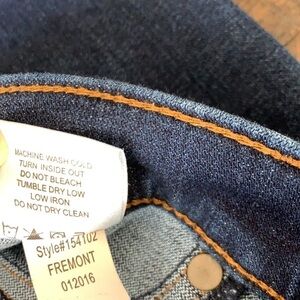 MACHINE WASH COLD
TURN INSIDE OUT
DO NOT BLEACH
TUMBLE DRY LOW
LOW IRON
DO NOT DRY CLEAN
Style#154T02
FREMONT
012016